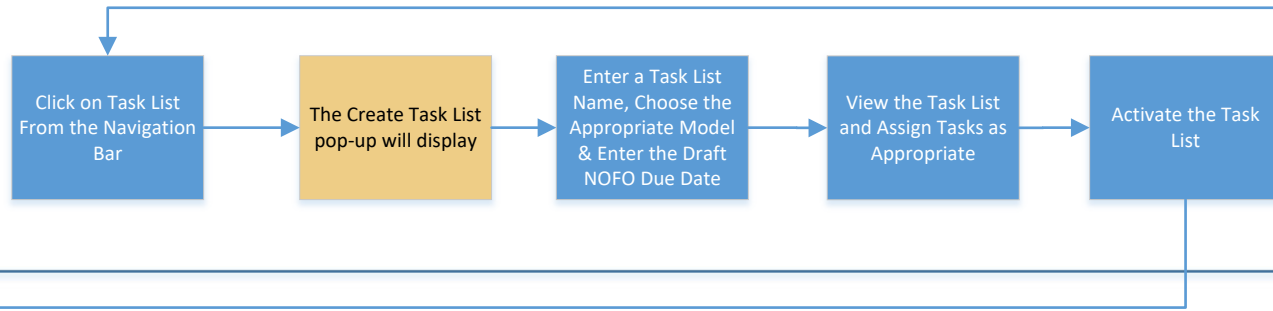 Click on Task List
From the Navigation
Bar
The Create Task List
pop-up will display
Enter a Task List
Name, Choose the
Appropriate Model
& Enter the Draft
NOFO Due Date
View the Task List
and Assign Tasks as
Appropriate
Activate the Task
List